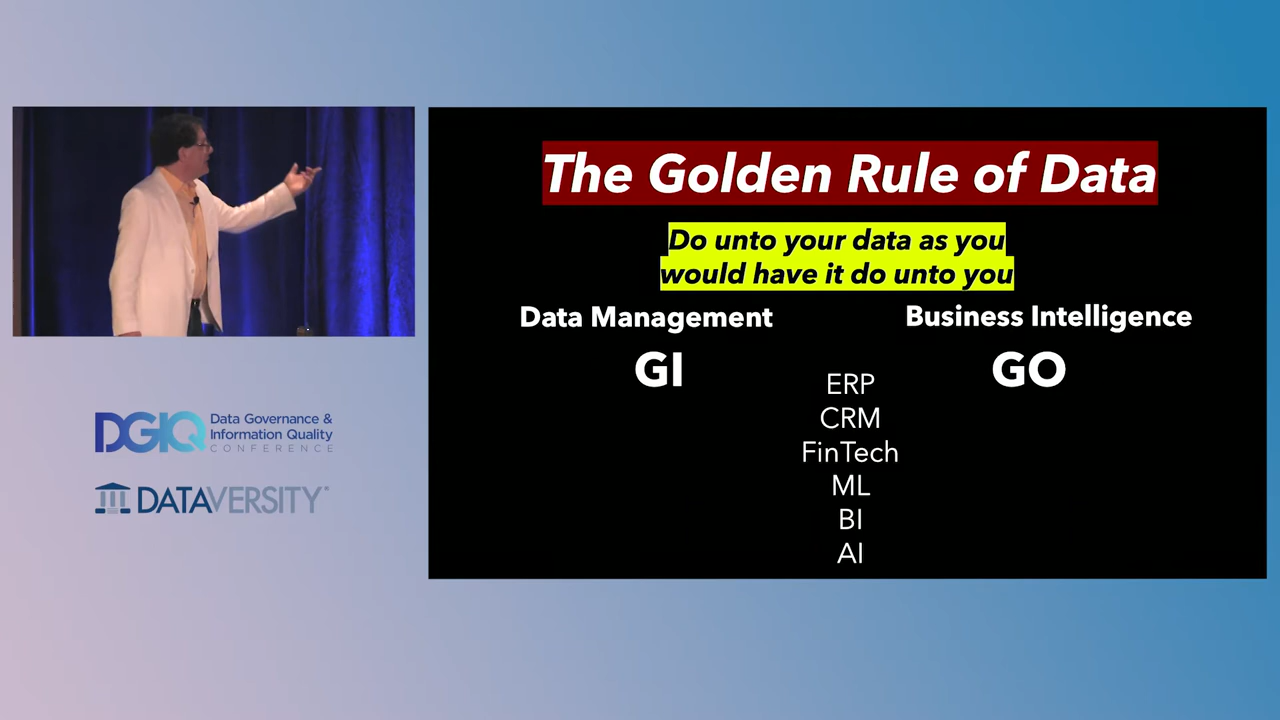 The Golden Rule of Data
Do unto your data as you
would have it do unto you
Data Management
Business Intelligence
GI
GO
ERP
CRM
FinTech
ML
BI
AI
DGIQ
Data Governance &
Information Quality
CONFERENCE
DATAVERSITY